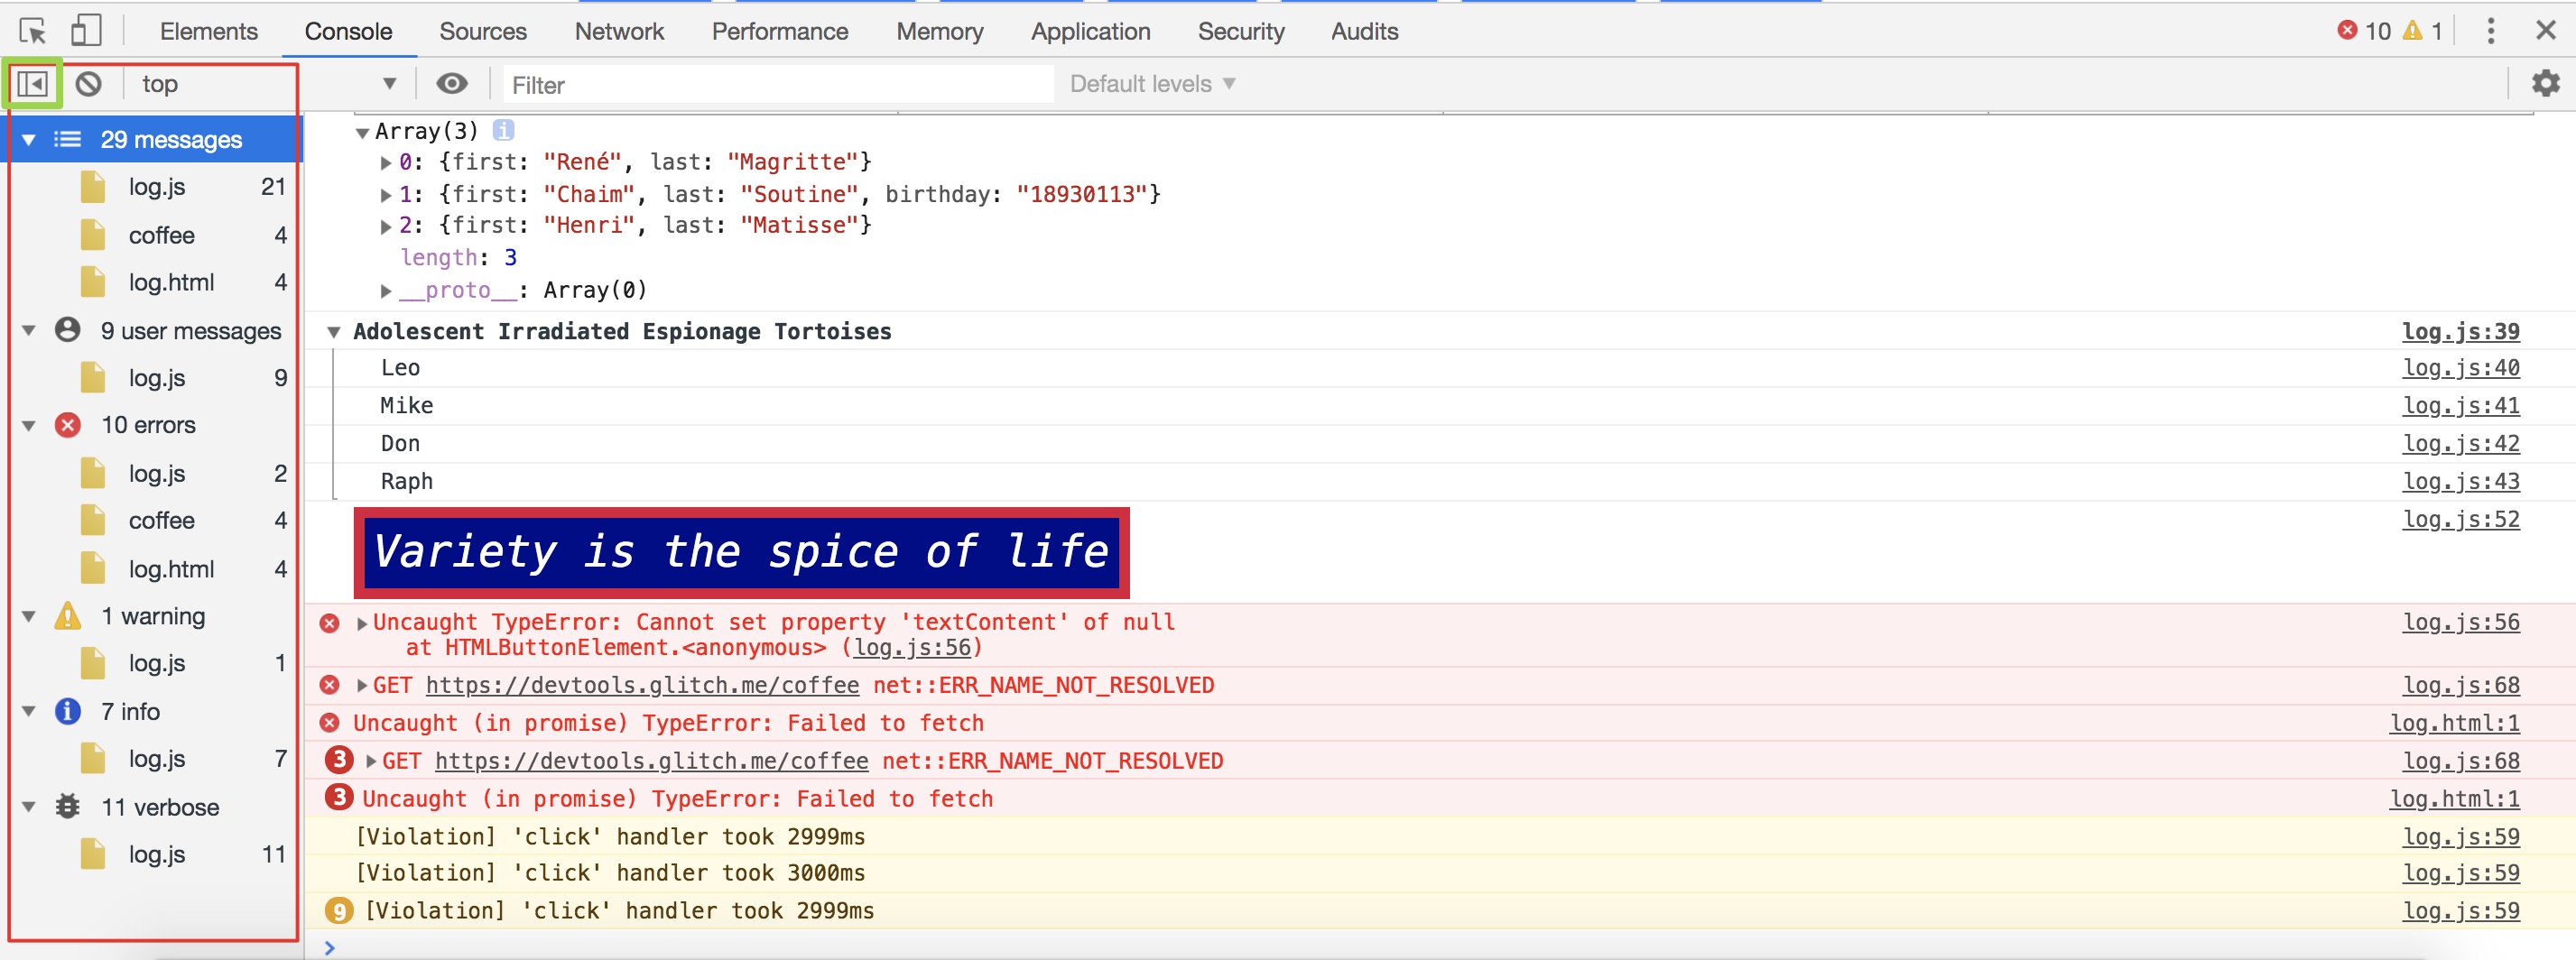 Elements Console Sources Network Performance Memory Application Security Audits 10 1
top Filter Default levels
29 messages
log.js 21
coffee 4
log.html 4
9 user messages
log.js 9
10 errors
log.js 2
coffee 4
log.html 4
1 warning
log.js 1
7 info
log.js 7
11 verbose
log.js 11
Array(3) i
0: {first: "René", last: "Magritte"}
1: {first: "Chaim", last: "Soutine", birthday: "18930113"}
2: {first: "Henri", last: "Matisse"}
length: 3
__proto__: Array(0)
Adolescent Irradiated Espionage Tortoises log.js:39
Leo log.js:40
Mike log.js:41
Don log.js:42
Raph log.js:43
Variety is the spice of life log.js:52
Uncaught TypeError: Cannot set property 'textContent' of null log.js:56
at HTMLButtonElement.<anonymous> (log.js:56)
GET https://devtools.glitch.me/coffee net::ERR_NAME_NOT_RESOLVED log.js:68
Uncaught (in promise) TypeError: Failed to fetch log.html:1
3 GET https://devtools.glitch.me/coffee net::ERR_NAME_NOT_RESOLVED log.js:68
3 Uncaught (in promise) TypeError: Failed to fetch log.html:1
[Violation] 'click' handler took 2999ms log.js:59
[Violation] 'click' handler took 3000ms log.js:59
9 [Violation] 'click' handler took 2999ms log.js:59